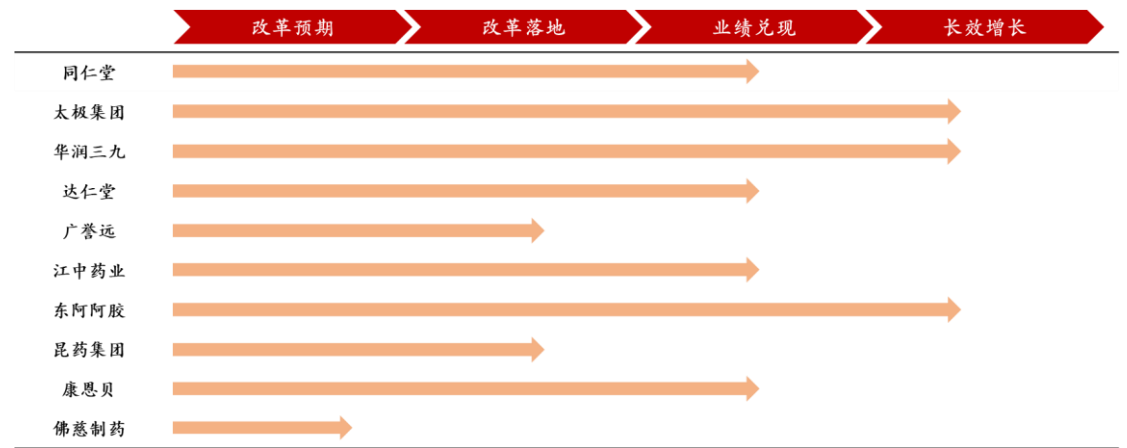 改革预期 改革落地 业绩兑现 长效增长
同仁堂
太极集团
华润三九
达仁堂
广誉远
江中药业
东阿阿胶
昆药集团
康恩贝
佛慈制药